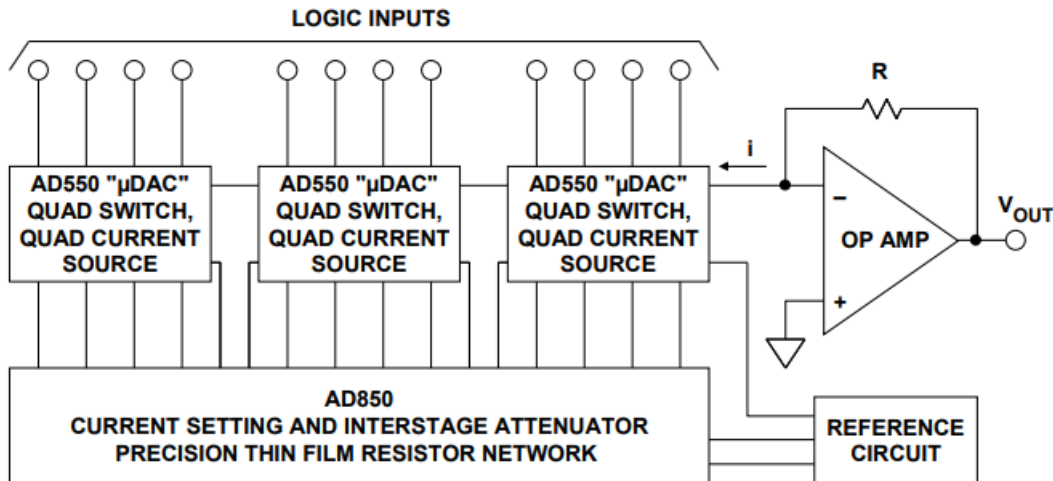 LOGIC INPUTS
R
i
AD550 "μDAC"
QUAD SWITCH,
QUAD CURRENT
SOURCE
AD550 "μDAC"
QUAD SWITCH,
QUAD CURRENT
SOURCE
AD550 "μDAC"
QUAD SWITCH,
QUAD CURRENT
SOURCE
–
OP AMP
+
VOUT
AD850
CURRENT SETTING AND INTERSTAGE ATTENUATOR
PRECISION THIN FILM RESISTOR NETWORK
REFERENCE
CIRCUIT